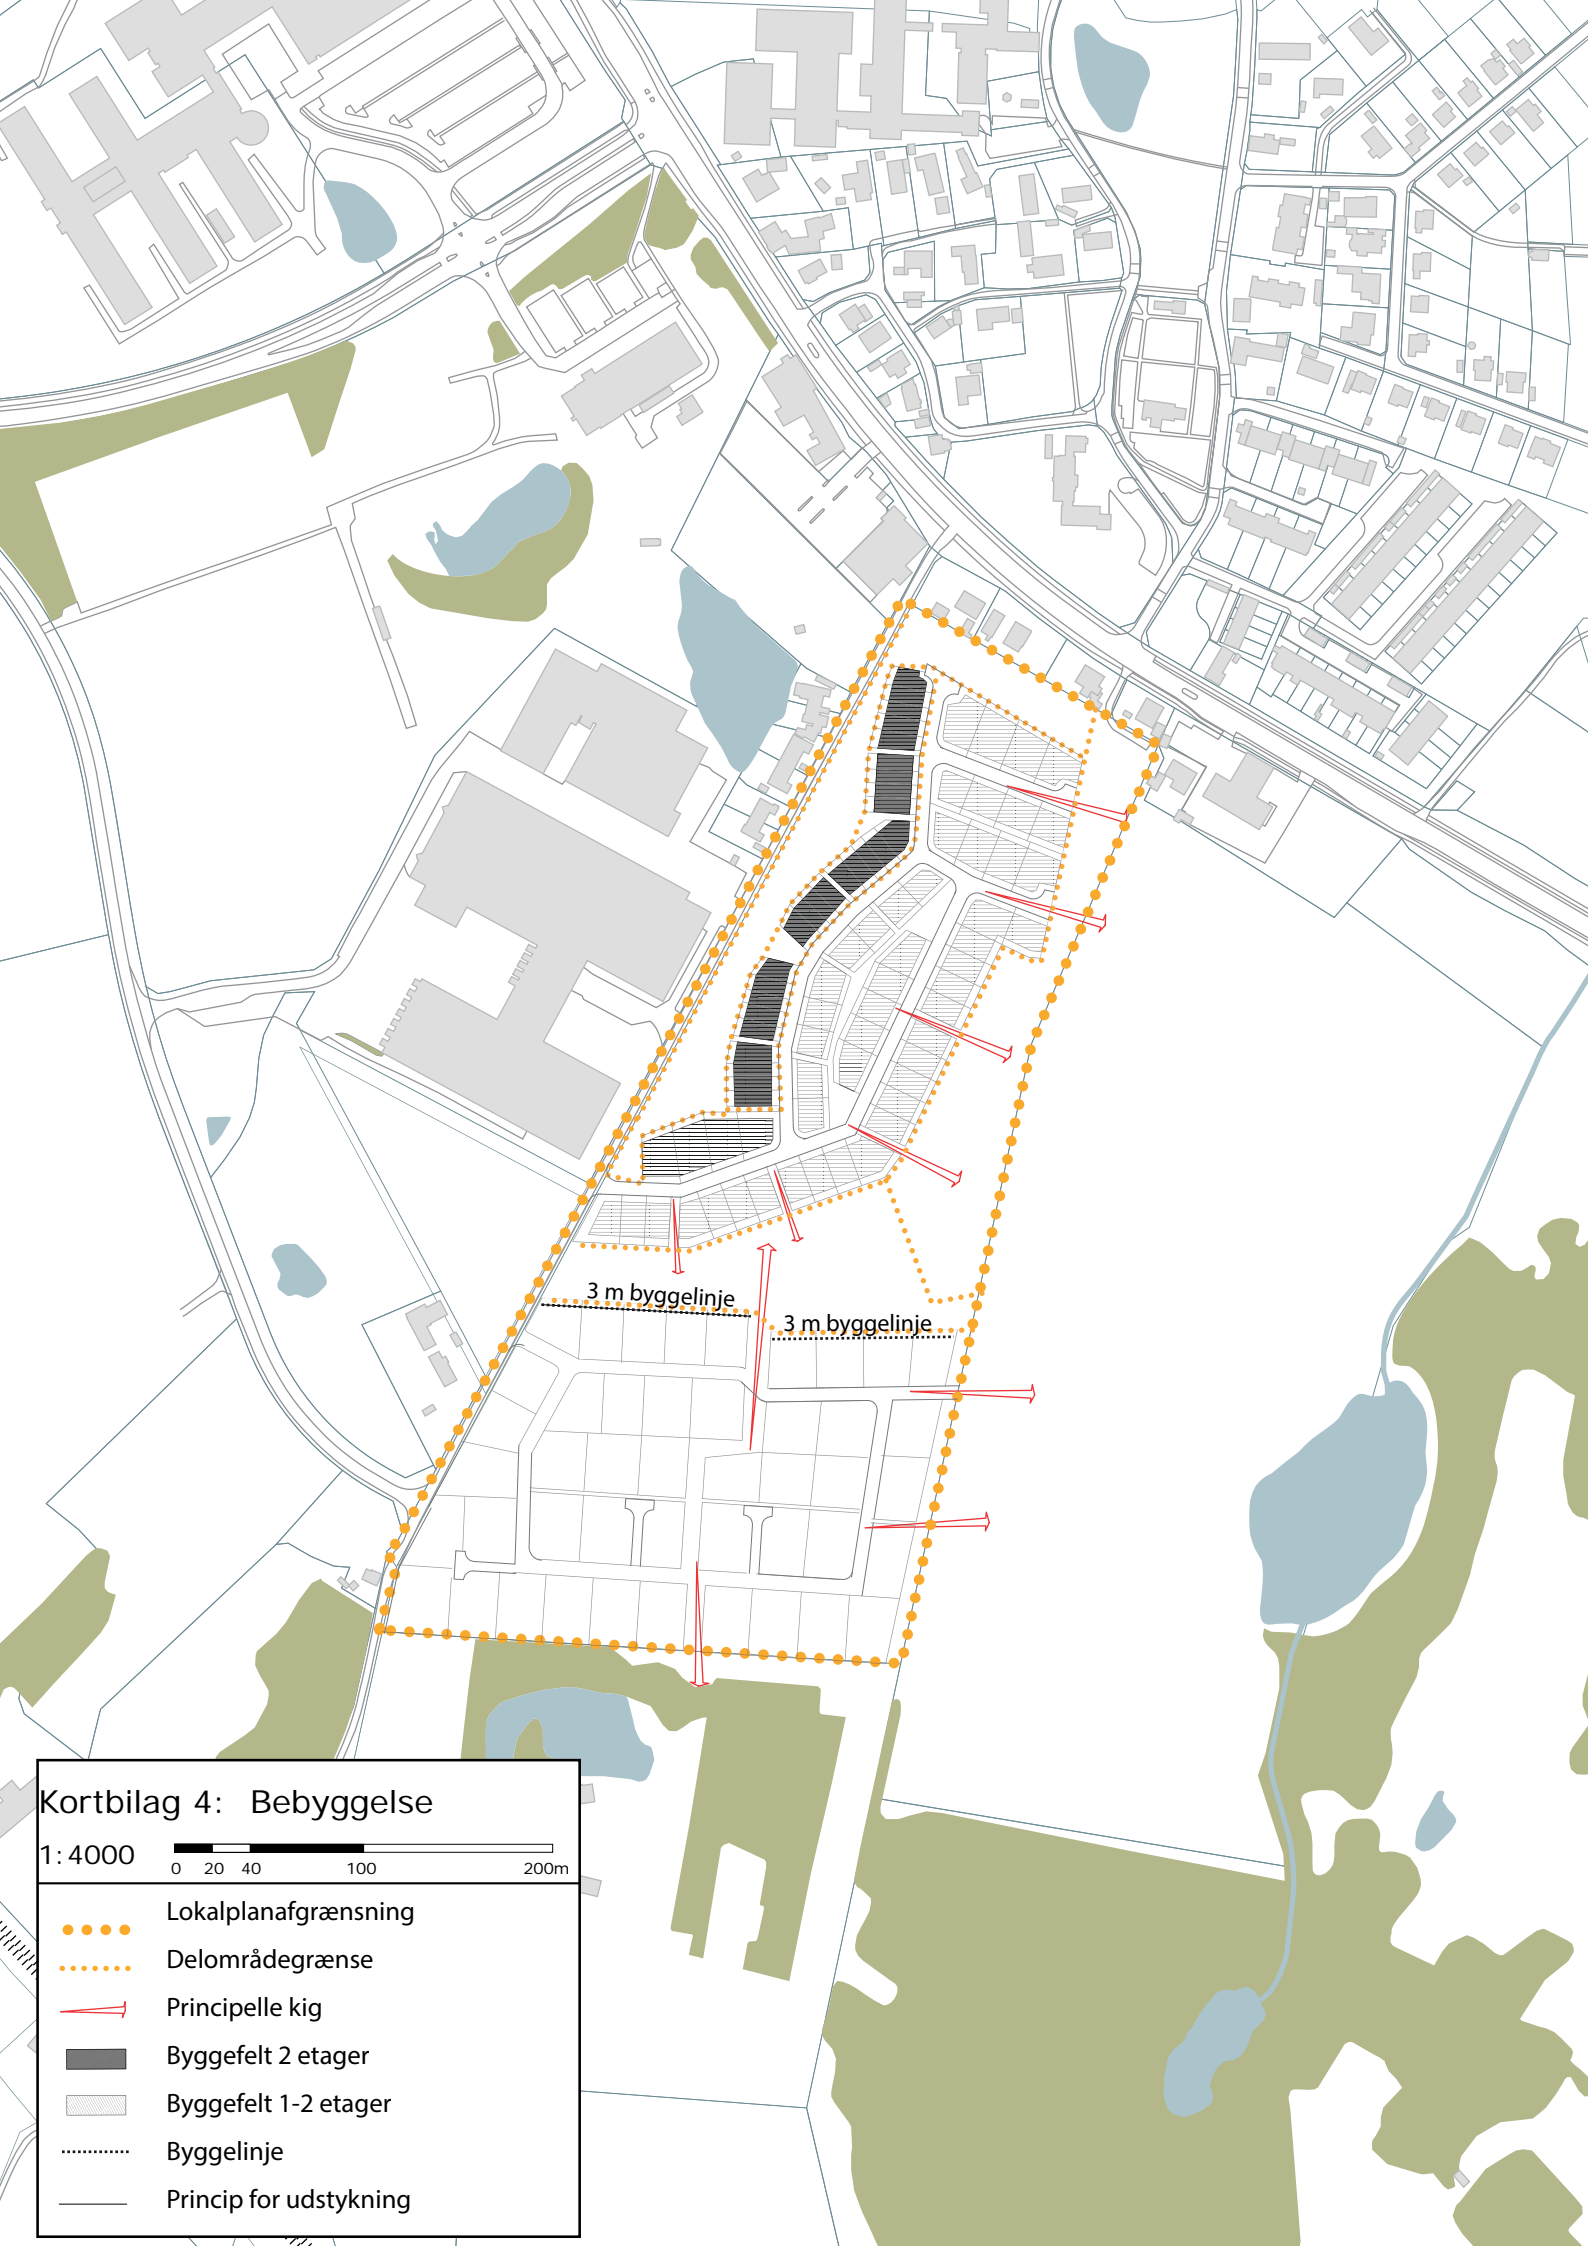 3 m byggelinje
3 m byggelinje
Kortbilag 4: Bebyggelse
1:4000
0 20 40 100 200m
Lokalplanafgrænsning
Delområdegrænse
Principelle kig
Byggefelt 2 etager
Byggefelt 1-2 etager
Byggelinje
Princip for udstykning